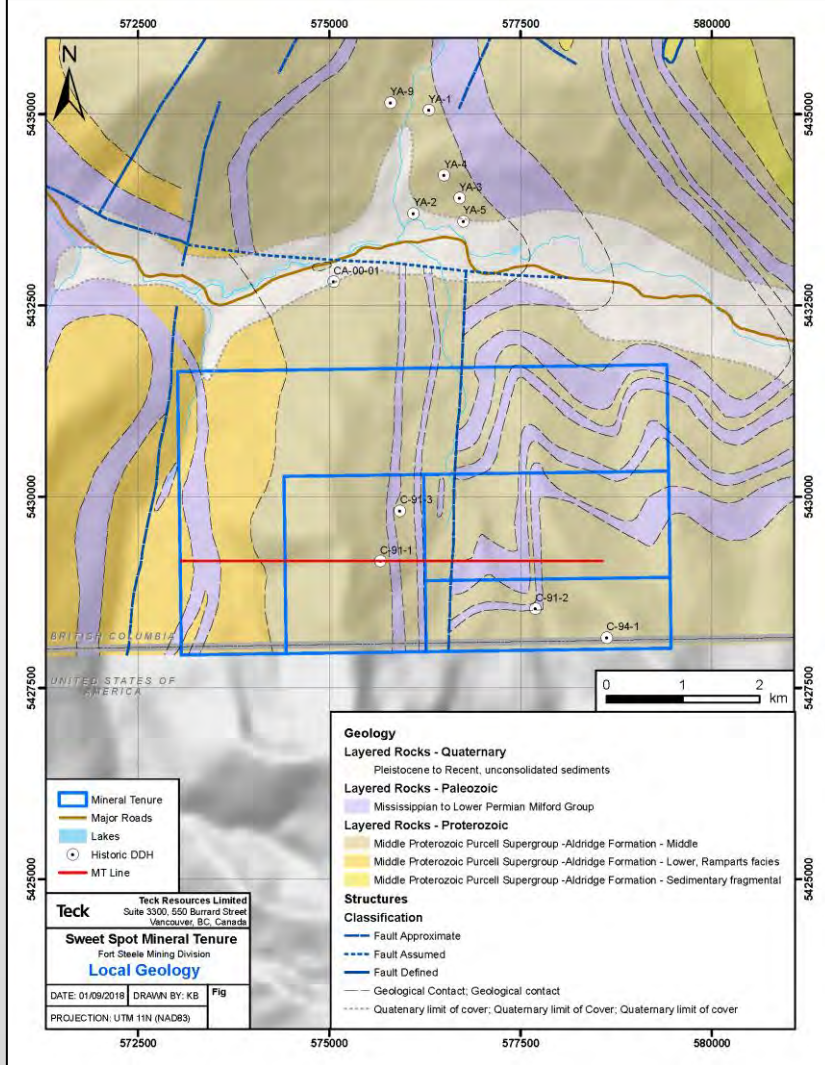 572500 575000 577500 580000
N
5435000 5435000
YA-9
YA-1
YA-4
YA-3
YA-2
YA-5
CA-00-01
5432500 5432500
5430000 5430000
C-91-3
C-91-1
C-91-2
C-94-1
BRITISH COLUMBIA
UNITED STATES OF
AMERICA
5427500 5427500
0 1 2
km
Geology
Layered Rocks - Quaternary
Pleistocene to Recent, unconsolidated sediments
Layered Rocks - Paleozoic
Mississippian to Lower Permian Milford Group
Layered Rocks - Proterozoic
Middle Proterozoic Purcell Supergroup -Aldridge Formation - Middle
Middle Proterozoic Purcell Supergroup -Aldridge Formation - Lower, Ramparts facies
Middle Proterozoic Purcell Supergroup -Aldridge Formation - Sedimentary fragmental
Structures
Classification
Fault Approximate
Fault Assumed
Fault Defined
Geological Contact; Geological contact
Quatenary limit of cover; Quaternary limit of Cover; Quaternary limit of cover
Mineral Tenure
Major Roads
Lakes
Historic DDH
MT Line
5425000 5425000
Teck
Teck Resources Limited
Suite 3300, 550 Burrard Street
Vancouver, BC, Canada
Sweet Spot Mineral Tenure
Fort Steele Mining Division
Local Geology
DATE: 01/09/2018 DRAWN BY: KB Fig
PROJECTION: UTM 11N (NAD83)
572500 575000 577500 580000